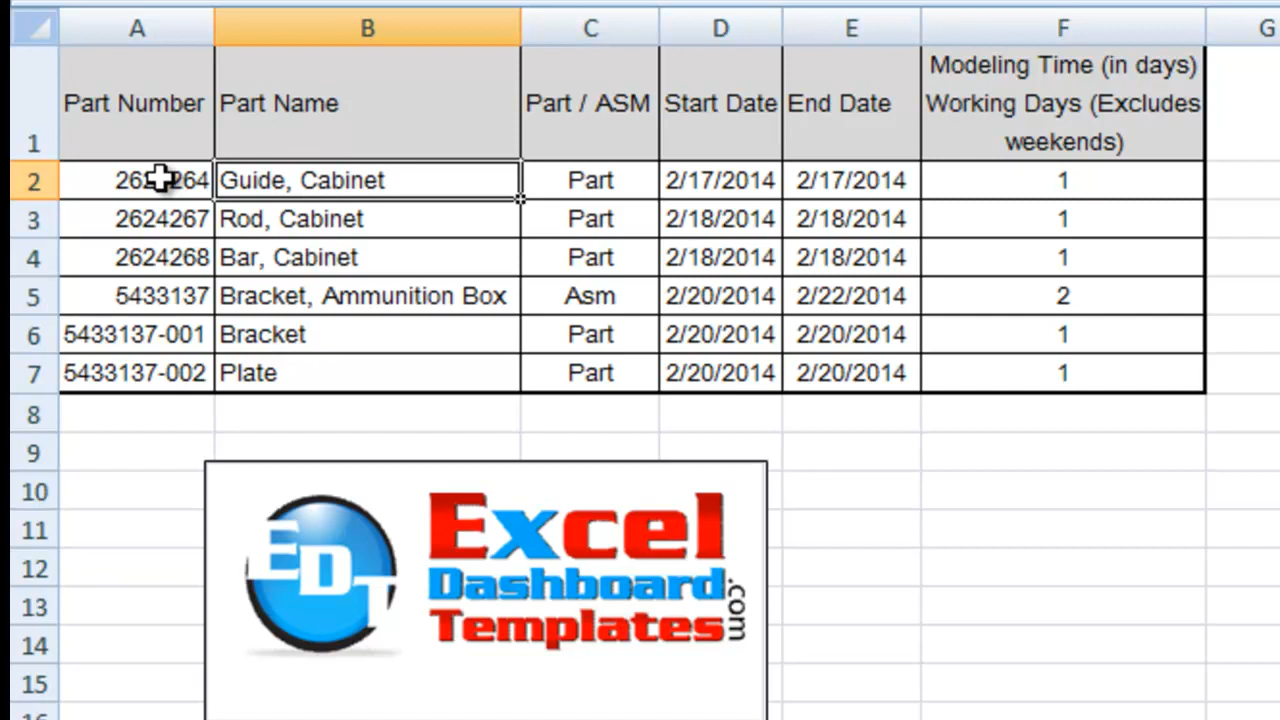 A B C D E F G
Modeling Time (in days)
Part Number Part Name Part / ASM Start Date End Date Working Days (Excludes
1 weekends)
2 Guide, Cabinet Part 2/17/2014 2/17/2014 1
3 2624267 Rod, Cabinet Part 2/18/2014 2/18/2014 1
4 2624268 Bar, Cabinet Part 2/18/2014 2/18/2014 1
5 5433137 Bracket, Ammunition Box Asm 2/20/2014 2/22/2014 2
6 5433137-001 Bracket Part 2/20/2014 2/20/2014 1
7 5433137-002 Plate Part 2/20/2014 2/20/2014 1
8
9
10
11
12
13
14
15
EDT
Excel
Dashboard
Templates
.com